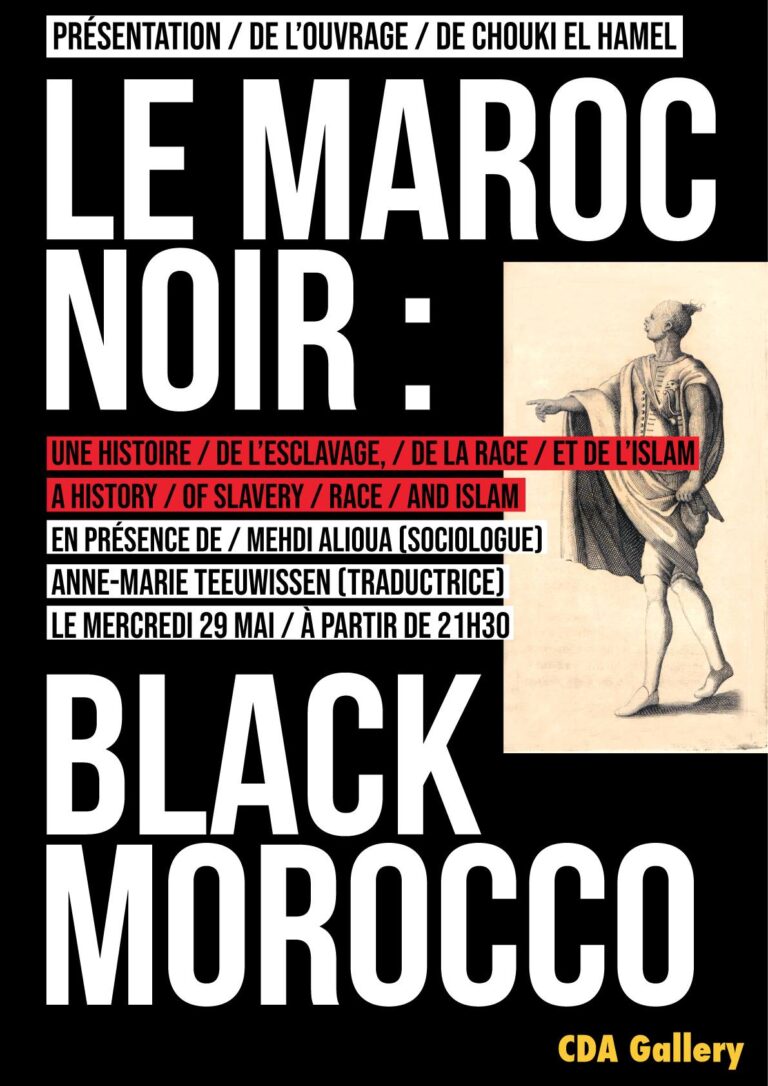 PRÉSENTATION / DE L'OUVRAGE / DE CHOUKI EL HAMEL
LE MAROC
NOIR :
UNE HISTOIRE / DE L'ESCLAVAGE, / DE LA RACE / ET DE L'ISLAM
A HISTORY / OF SLAVERY / RACE / AND ISLAM
EN PRÉSENCE DE / MEHDI ALIOUA (SOCIOLOGUE)
ANNE-MARIE TEEUWISSEN (TRADUCTRICE)
LE MERCREDI 29 MAI / À PARTIR DE 21H30
BLACK
MOROCCO
CDA Gallery